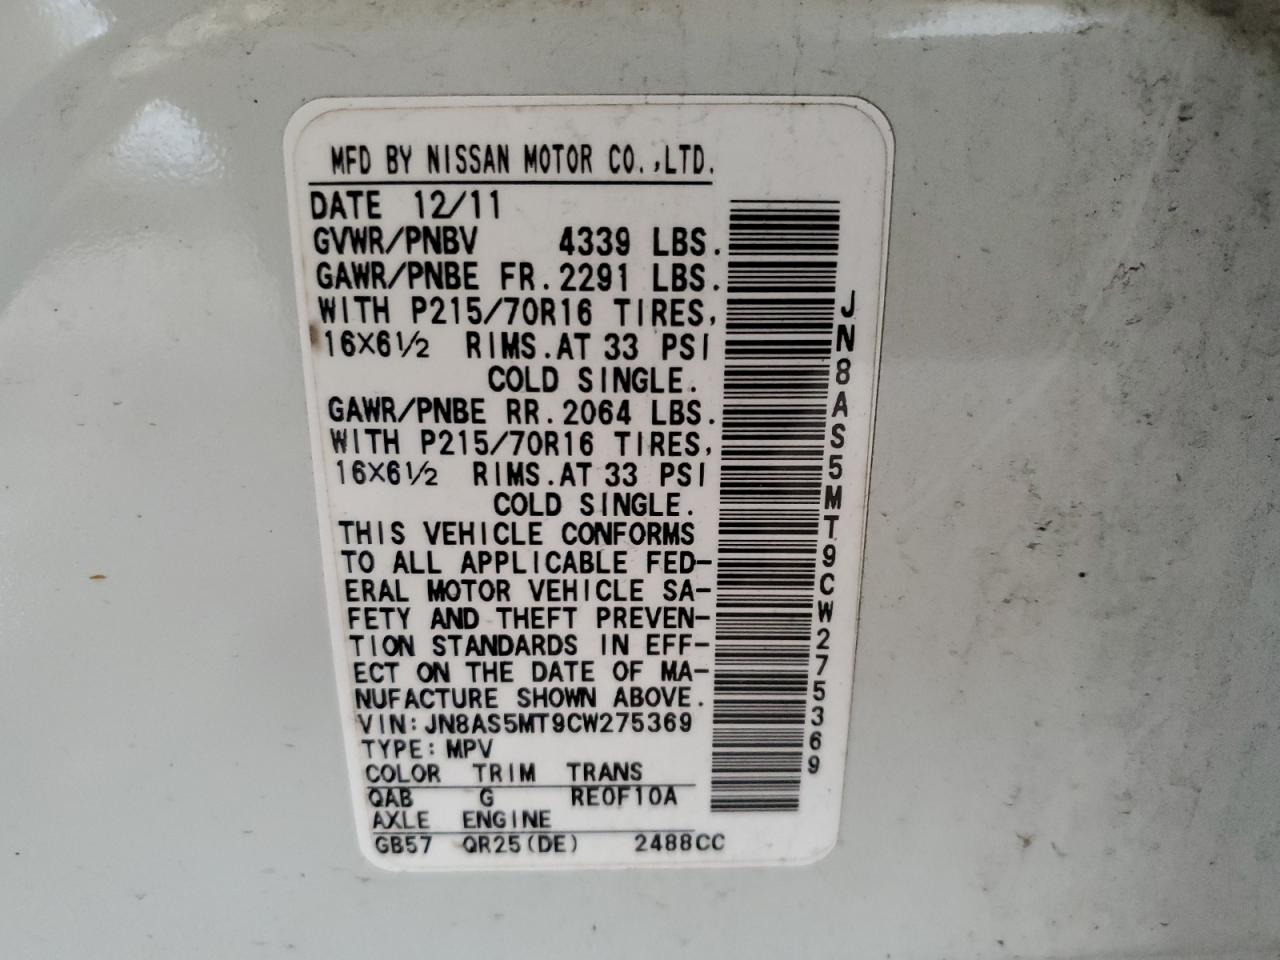 MFD BY NISSAN MOTOR CO.,LTD.
DATE 12/11
GVWR/PNBV 4339 LBS.
GAWR/PNBE FR.2291 LBS.
WITH P215/70R16 TIRES,
16X6½ RIMS.AT 33 PSI
COLD SINGLE.
GAWR/PNBE RR.2064 LBS.
WITH P215/70R16 TIRES,
16X6½ RIMS.AT 33 PSI
COLD SINGLE.
THIS VEHICLE CONFORMS
TO ALL APPLICABLE FED-
ERAL MOTOR VEHICLE SA-
FETY AND THEFT PREVEN-
TION STANDARDS IN EFF-
ECT ON THE DATE OF MA-
NUFACTURE SHOWN ABOVE.
VIN:JN8AS5MT9CW275369
TYPE:MPV
COLOR TRIM TRANS
QAB G RE0F10A
AXLE ENGINE
GB57 QR25(DE) 2488CC
JN8AS5MT9CW275369